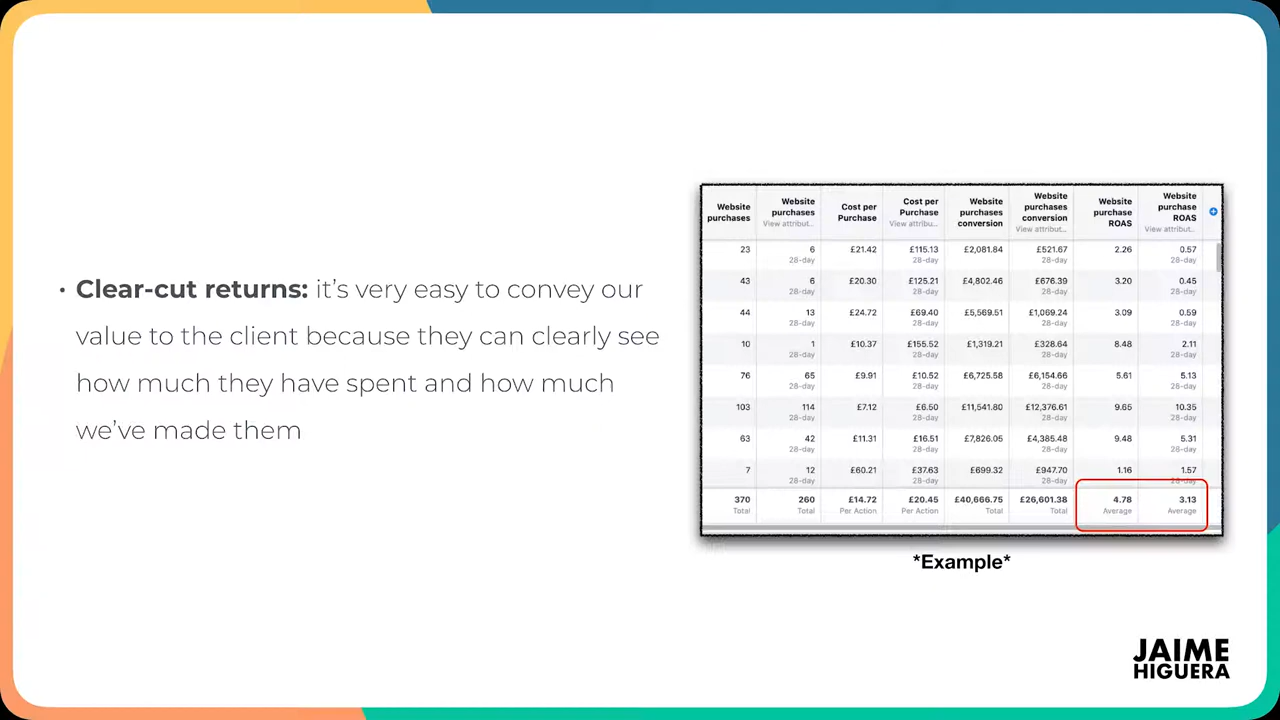 • Clear-cut returns: it’s very easy to convey our
value to the client because they can clearly see
how much they have spent and how much
we’ve made them
Website purchases | Website purchases View attribut... | Cost per Purchase | Cost per Purchase View attribu... | Website purchases conversion | Website purchases conversion View attribut... | Website purchase ROAS | Website purchase ROAS View attribut...
23 | 6 | £21.42 | £115.13 | £2,081.84 | £521.67 | 2.26 | 0.57
28-day | 28-day | 28-day | 28-day
43 | 6 | £20.30 | £125.21 | £4,802.46 | £676.39 | 3.20 | 0.45
28-day | 28-day | 28-day | 28-day
44 | 13 | £24.72 | £69.40 | £5,569.51 | £1,069.24 | 3.09 | 0.59
28-day | 28-day | 28-day | 28-day
10 | 1 | £10.37 | £155.52 | £1,319.21 | £328.64 | 8.48 | 2.11
28-day | 28-day | 28-day | 28-day
76 | 65 | £9.91 | £10.52 | £6,725.58 | £6,154.66 | 5.61 | 5.13
28-day | 28-day | 28-day | 28-day
103 | 114 | £7.12 | £6.50 | £11,541.80 | £12,376.61 | 9.65 | 10.35
28-day | 28-day | 28-day | 28-day
63 | 42 | £11.31 | £16.51 | £7,826.05 | £4,385.48 | 9.48 | 5.31
28-day | 28-day | 28-day | 28-day
7 | 12 | £60.21 | £37.63 | £699.32 | £947.70 | 1.16 | 1.57
28-day | 28-day | 28-day | 28-day
370 | 260 | £14.72 | £20.45 | £40,666.75 | £26,601.38 | 4.78 | 3.13
Total | Total | Per Action | Per Action | Total | Total | Average | Average
*Example*
JAIME
HIGUERA